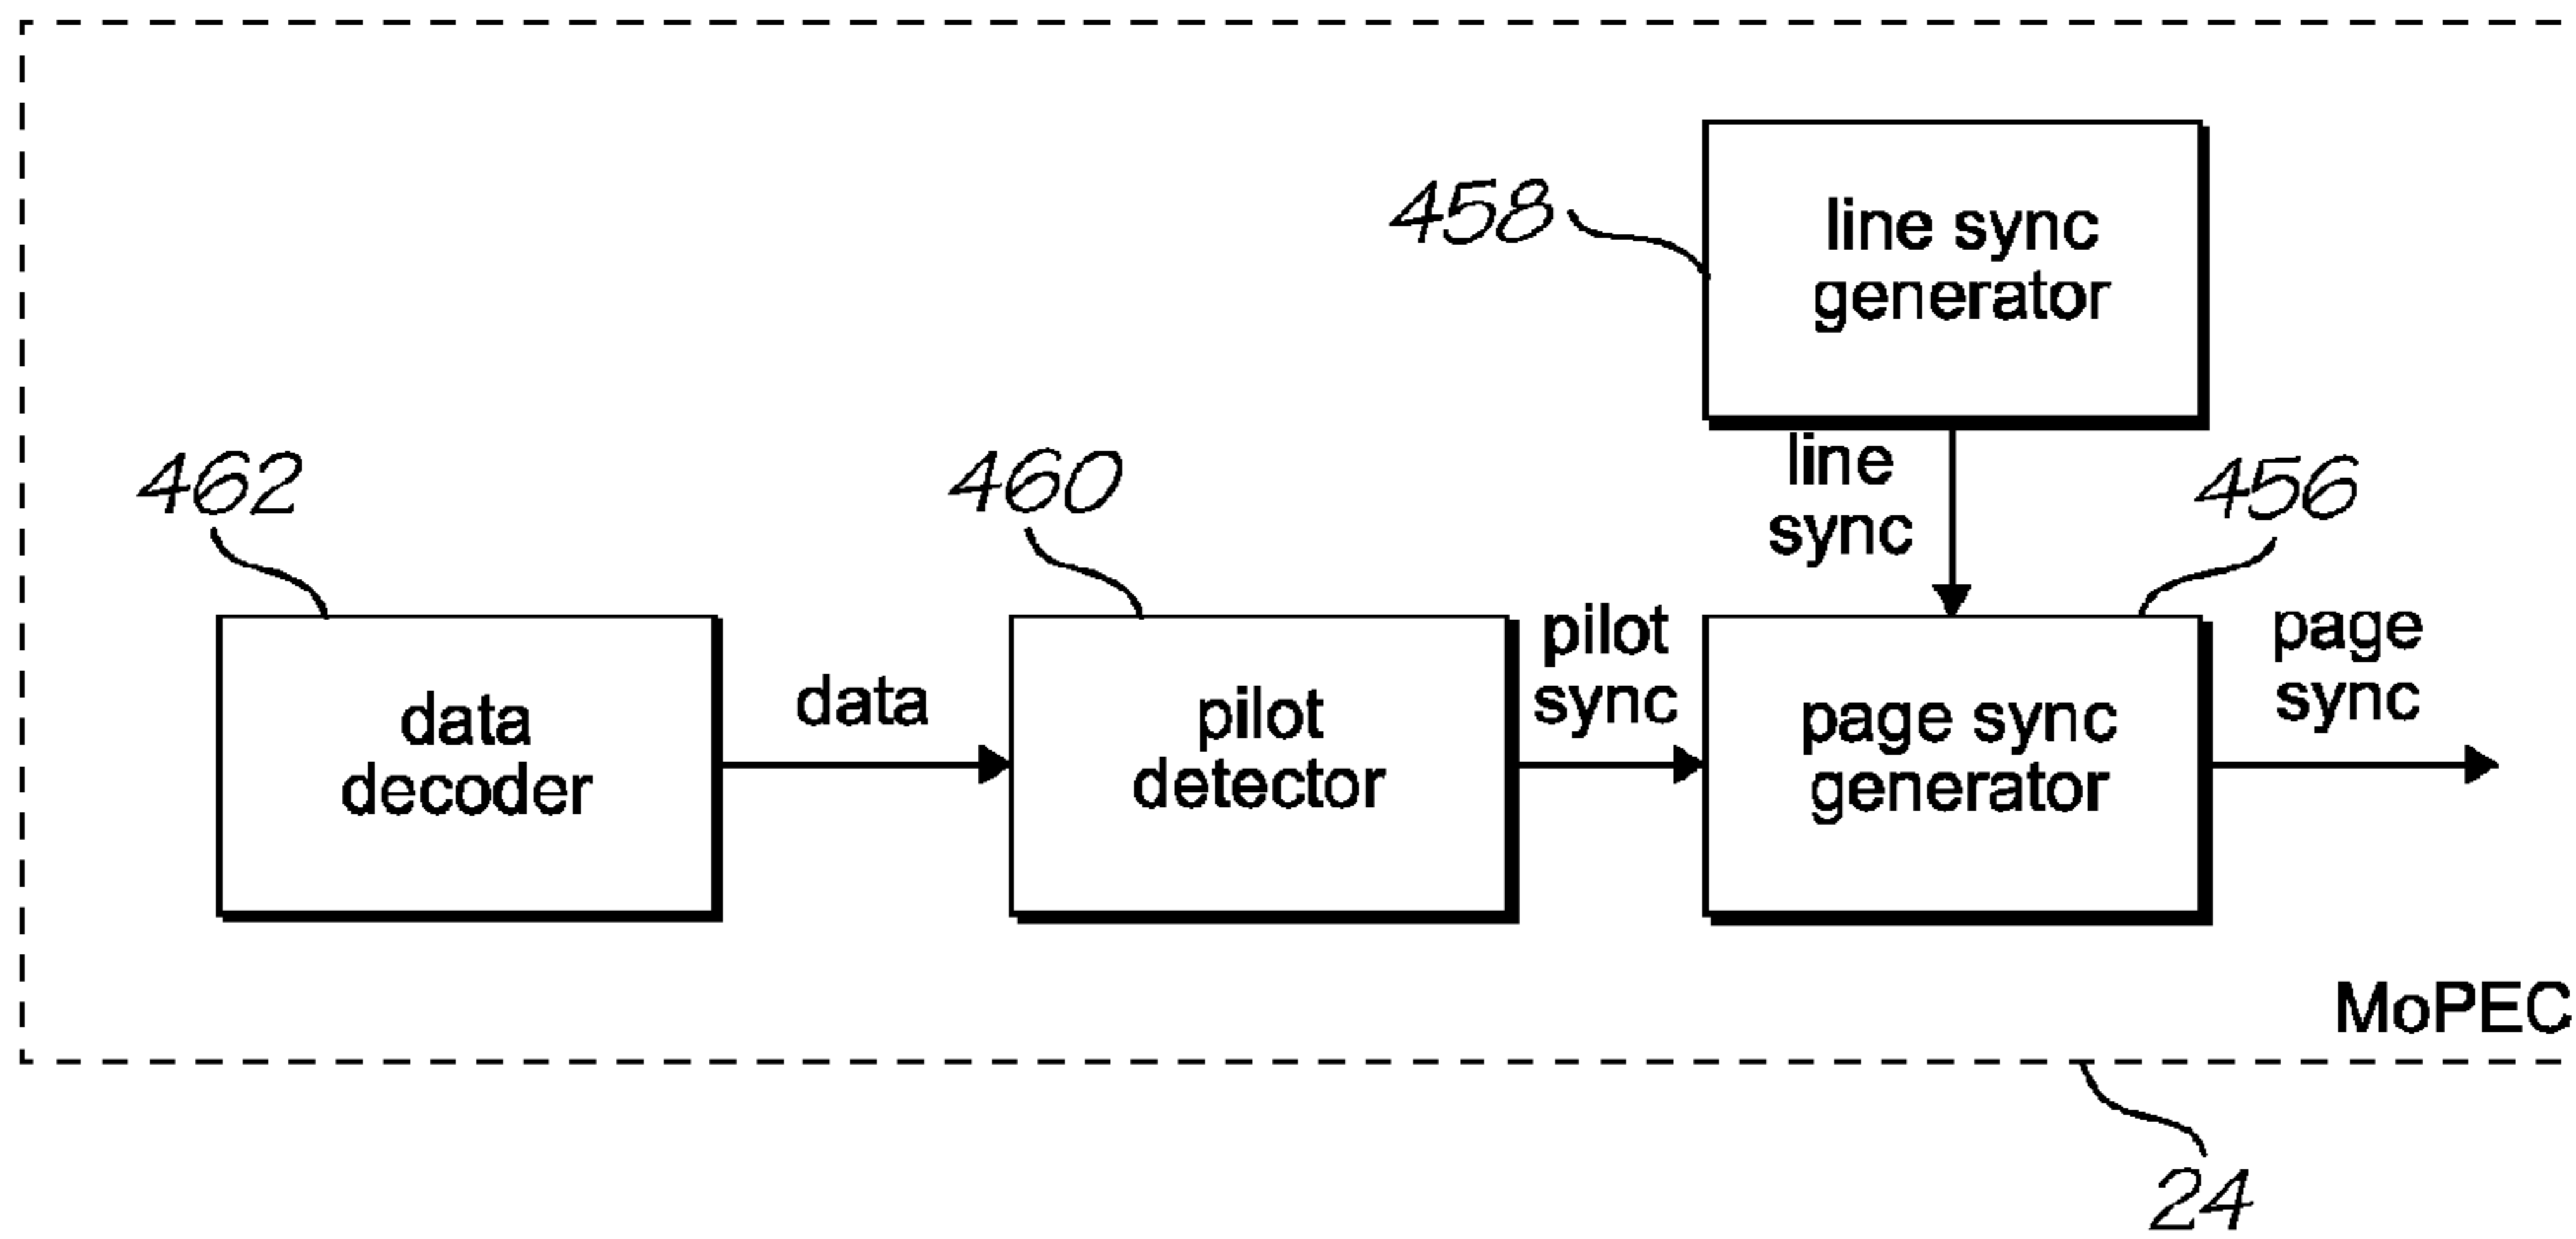 458
line sync
generator
line
sync
462
460
456
data
decoder
data
pilot
detector
pilot
sync
page sync
generator
page
sync
MoPEC
24